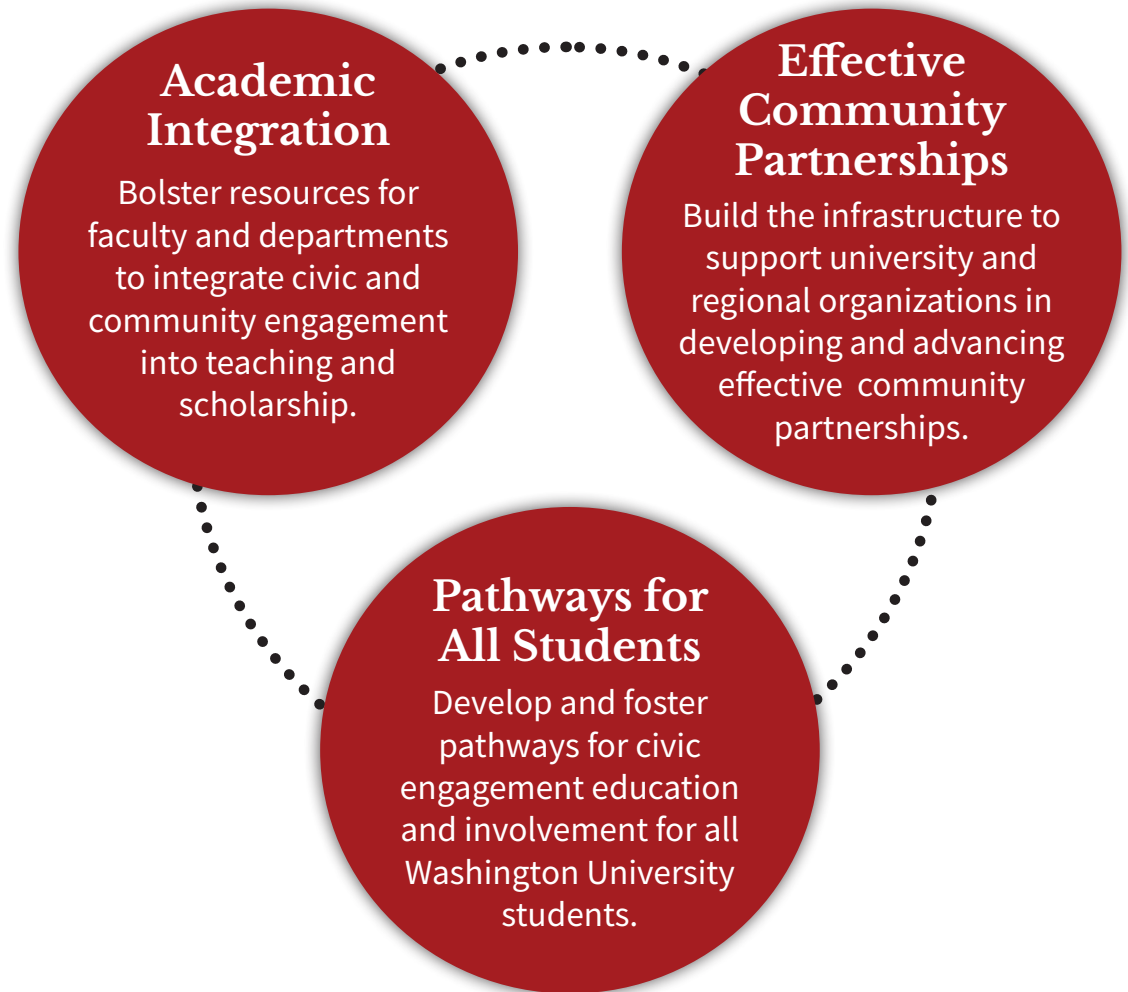 Academic
Integration
Bolster resources for
faculty and departments
to integrate civic and
community engagement
into teaching and
scholarship.
Effective
Community
Partnerships
Build the infrastructure to
support university and
regional organizations in
developing and advancing
effective  community
partnerships.
Pathways for
All Students
Develop and foster
pathways for civic
engagement education
and involvement for all
Washington University
students.